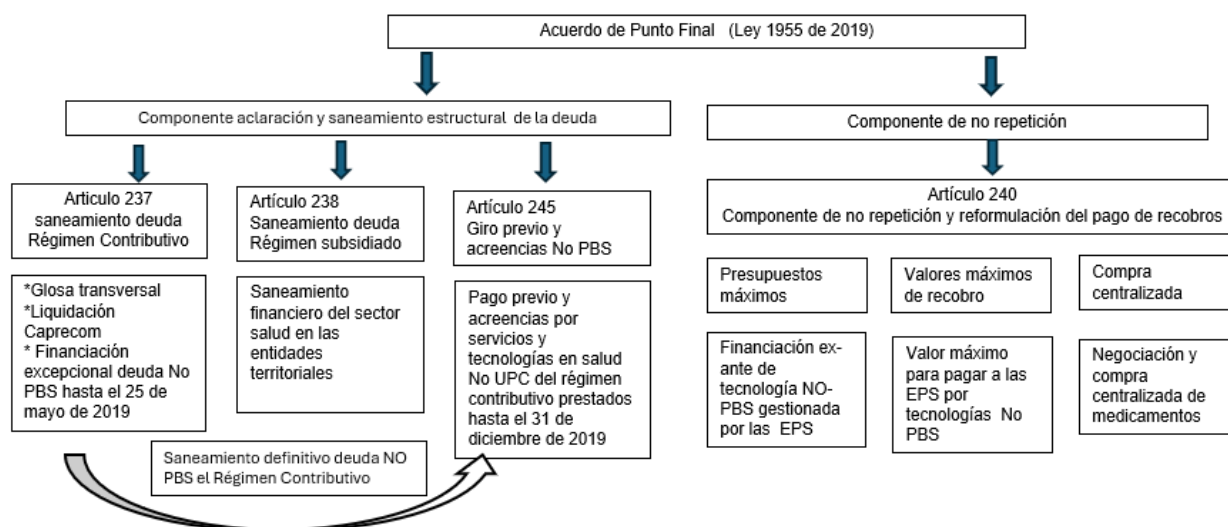 Acuerdo de Punto Final (Ley 1955 de 2019)
Componente aclaración y saneamiento estructural de la deuda
Componente de no repetición
Articulo 237
saneamiento deuda
Régimen Contributivo
Artículo 238
Saneamiento deuda
Régimen subsidiado
Artículo 245
Giro previo y
acreencias No PBS
Artículo 240
Componente de no repetición y reformulación del pago de recobros
*Glosa transversal
*Liquidación
Caprecom
* Financiación
excepcional deuda No
PBS hasta el 25 de
mayo de 2019
Saneamiento
financiero del sector
salud en las
entidades
territoriales
Pago previo y
acreencias por
servicios y
tecnologías en salud
No UPC del régimen
contributivo prestados
hasta el 31 de
diciembre de 2019
Presupuestos
máximos
Valores máximos
de recobro
Compra
centralizada
Financiación ex-
ante de
tecnología NO-
PBS gestionada
por las EPS
Valor máximo
para pagar a las
EPS por
tecnologías No
PBS
Negociación y
compra
centralizada de
medicamentos
Saneamiento definitivo deuda NO
PBS el Régimen Contributivo